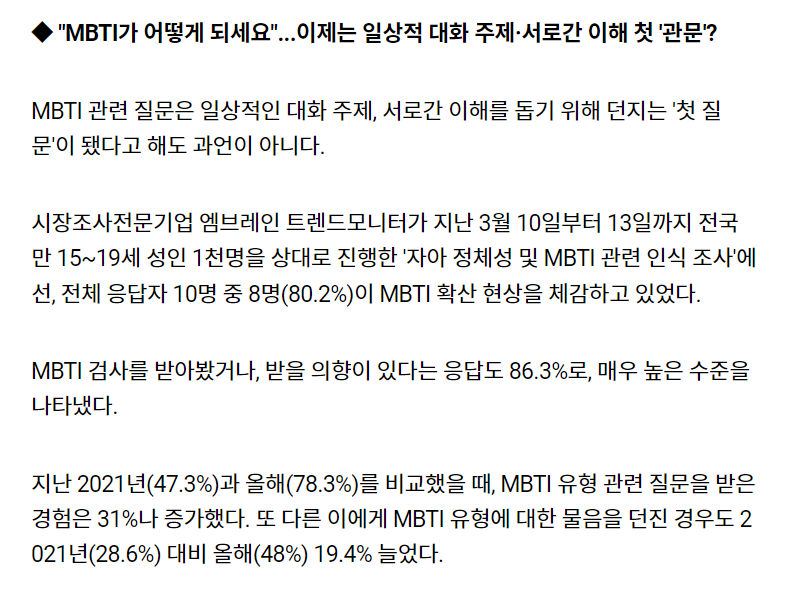 ◆ "MBTI가 어떻게 되세요"...이제는 일상적 대화 주제·서로간 이해 첫 '관문'?
MBTI 관련 질문은 일상적인 대화 주제, 서로간 이해를 돕기 위해 던지는 '첫 질
문'이 됐다고 해도 과언이 아니다.
시장조사전문기업 엠브레인 트렌드모니터가 지난 3월 10일부터 13일까지 전국
만 15~19세 성인 1천명을 상대로 진행한 '자아 정체성 및 MBTI 관련 인식 조사'에
선, 전체 응답자 10명 중 8명(80.2%)이 MBTI 확산 현상을 체감하고 있었다.
MBTI 검사를 받아봤거나, 받을 의향이 있다는 응답도 86.3%로, 매우 높은 수준을
나타냈다.
지난 2021년(47.3%)과 올해(78.3%)를 비교했을 때, MBTI 유형 관련 질문을 받은
경험은 31%나 증가했다. 또 다른 이에게 MBTI 유형에 대한 물음을 던진 경우도 2
021년(28.6%) 대비 올해(48%) 19.4% 늘었다.